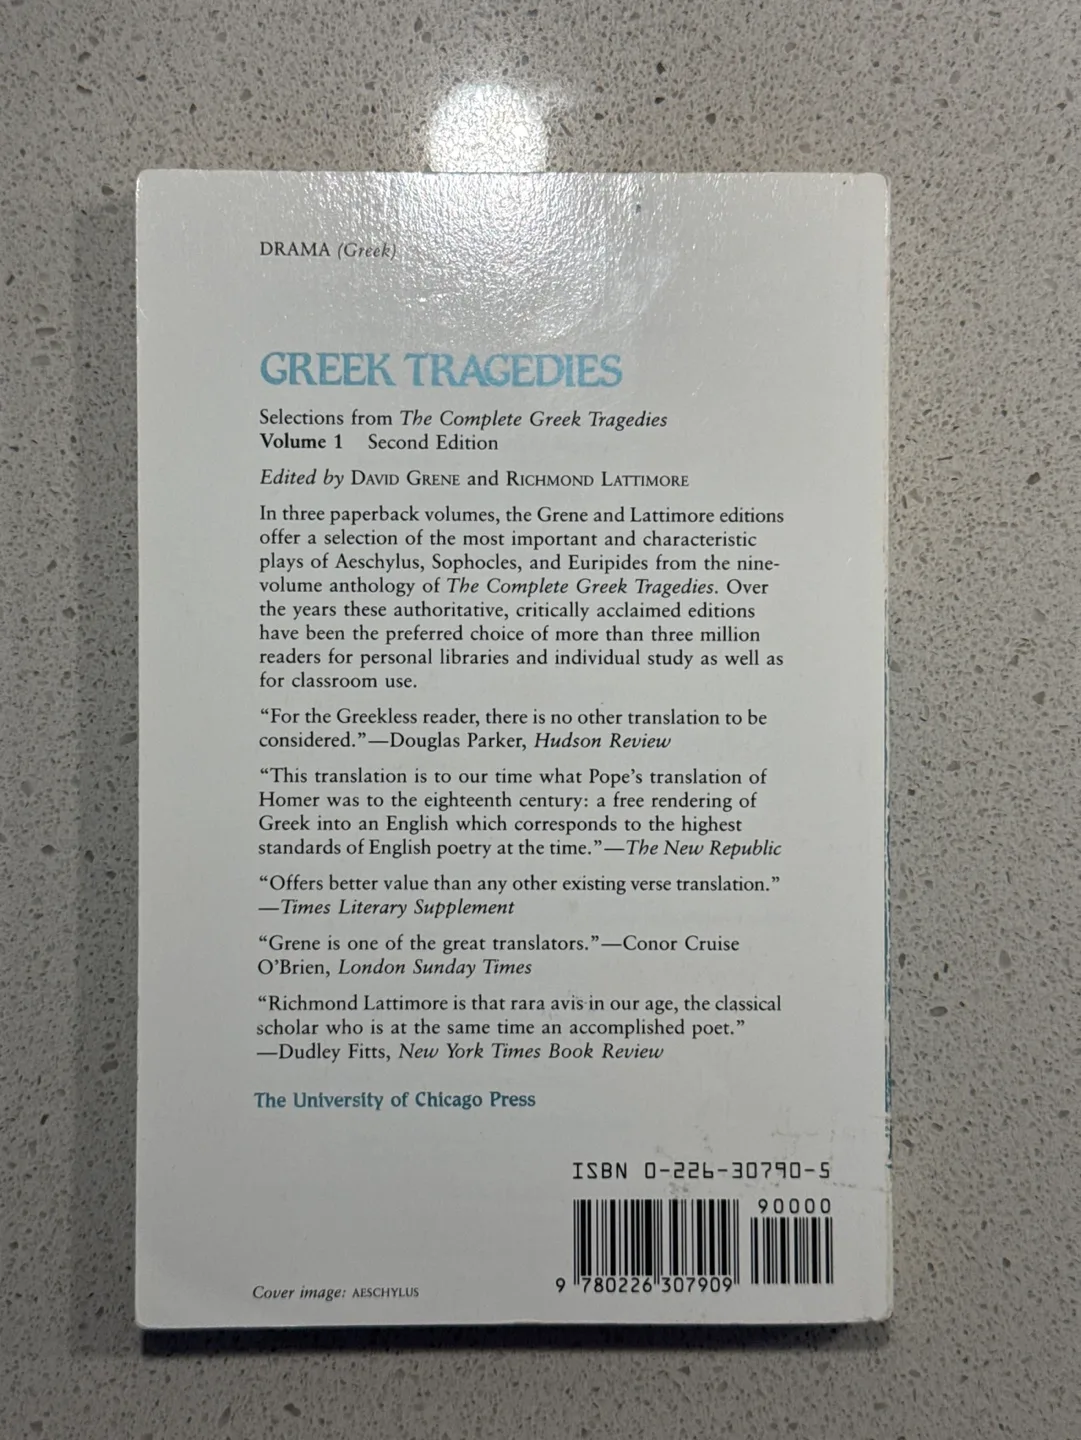 DRAMA (Greek)
GREEK TRAGEDIES
Selections from The Complete Greek Tragedies
Volume 1 Second Edition
Edited by DAVID GRENE and RICHMOND LATTIMORE
In three paperback volumes, the Grene and Lattimore editions
offer a selection of the most important and characteristic
plays of Aeschylus, Sophocles, and Euripides from the nine-
volume anthology of The Complete Greek Tragedies. Over
the years these authoritative, critically acclaimed editions
have been the preferred choice of more than three million
readers for personal libraries and individual study as well as
for classroom use.
“For the Greekless reader, there is no other translation to be
considered.”—Douglas Parker, Hudson Review
“This translation is to our time what Pope’s translation of
Homer was to the eighteenth century: a free rendering of
Greek into an English which corresponds to the highest
standards of English poetry at the time.”—The New Republic
“Offers better value than any other existing verse translation.”
—Times Literary Supplement
“Grene is one of the great translators.”—Conor Cruise
O’Brien, London Sunday Times
“Richmond Lattimore is that rara avis in our age, the classical
scholar who is at the same time an accomplished poet.”
—Dudley Fitts, New York Times Book Review
The University of Chicago Press
ISBN 0-226-30790-5
90000
9 780226 307909
Cover image: AESCHYLUS